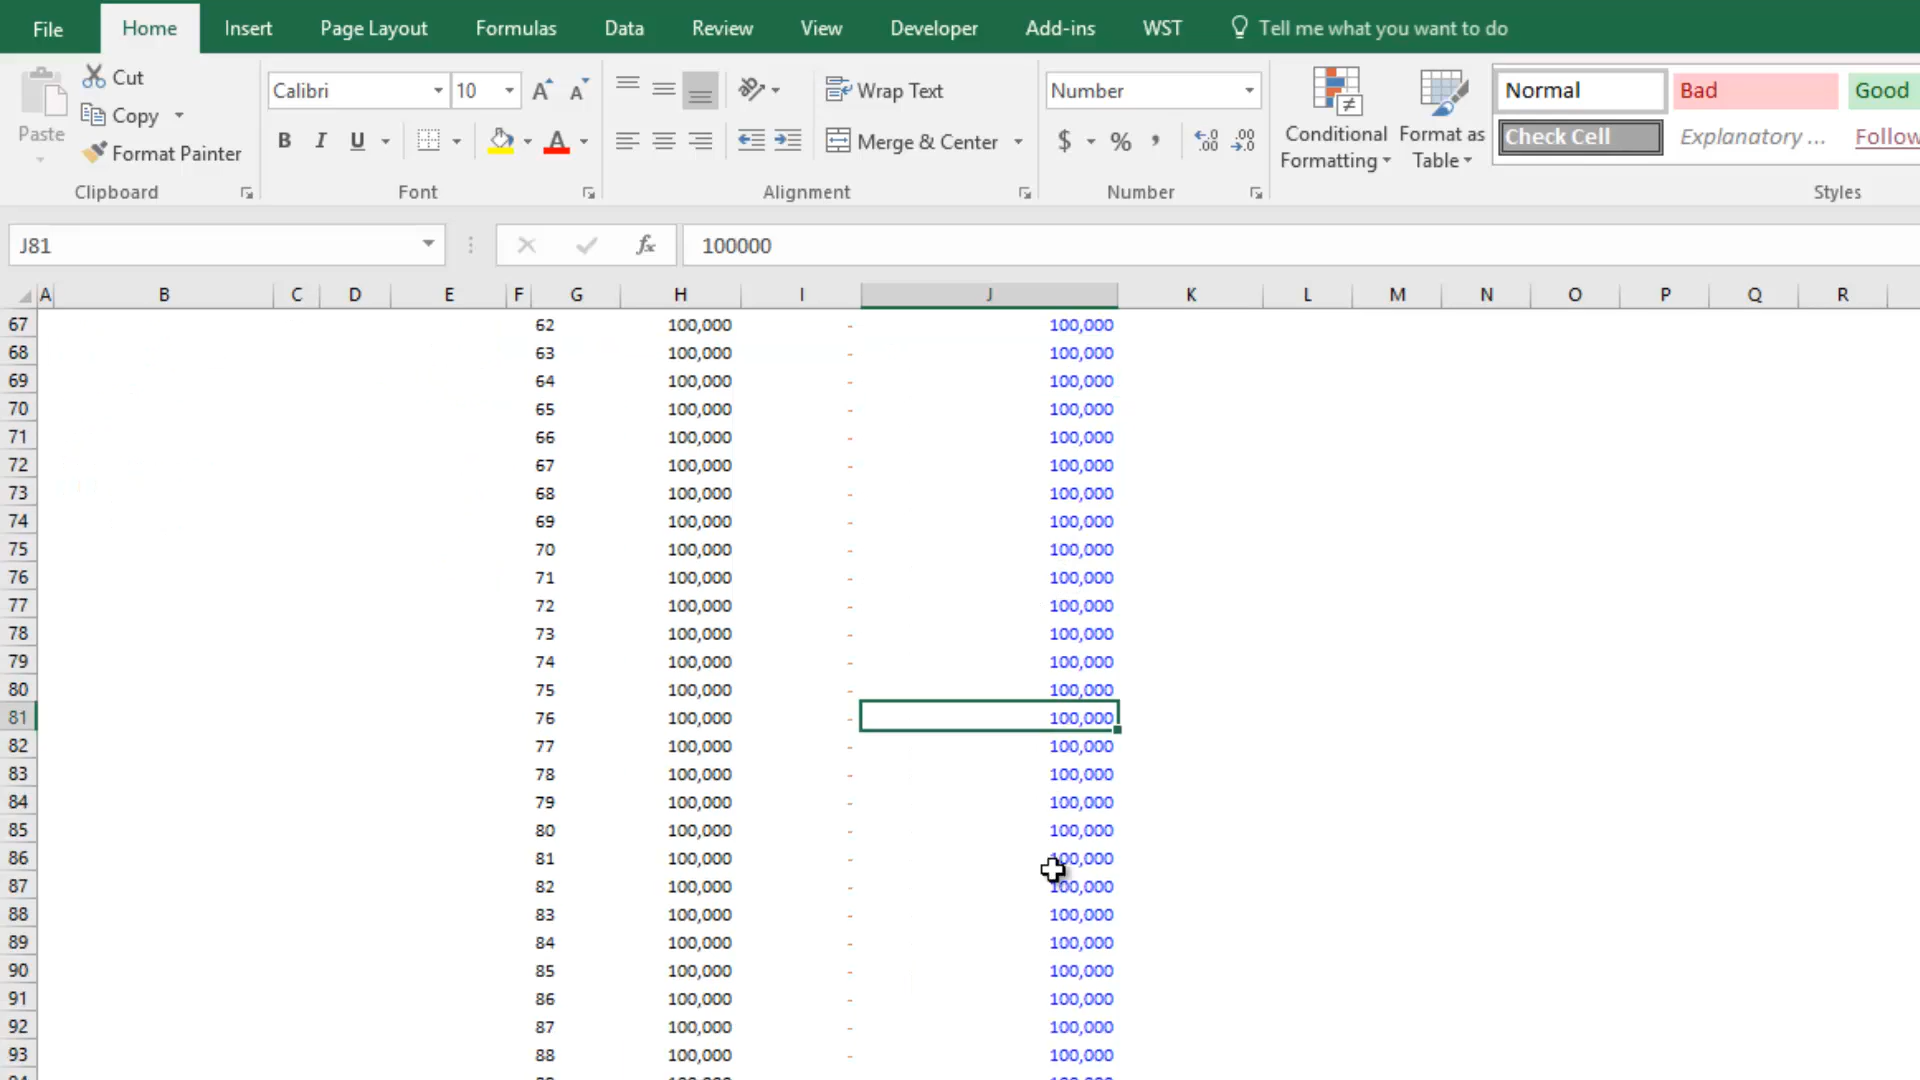 File Home Insert Page Layout Formulas Data Review View Developer Add-ins WST Tell me what you want to do
Paste Cut Copy Format Painter
Clipboard
Calibri 10 A A
B I U A
Font
Wrap Text
Merge & Center
Alignment
Number
$ % , .0 .00 .00 .0
Number
Conditional Formatting
Format as Table
Normal Bad Good
Check Cell Explanatory ... Follow
Styles
J81 fx 100000
A B C D E F G H I J K L M N O P Q R
67 62 100,000 - 100,000
68 63 100,000 - 100,000
69 64 100,000 - 100,000
70 65 100,000 - 100,000
71 66 100,000 - 100,000
72 67 100,000 - 100,000
73 68 100,000 - 100,000
74 69 100,000 - 100,000
75 70 100,000 - 100,000
76 71 100,000 - 100,000
77 72 100,000 - 100,000
78 73 100,000 - 100,000
79 74 100,000 - 100,000
80 75 100,000 - 100,000
81 76 100,000 - 100,000
82 77 100,000 - 100,000
83 78 100,000 - 100,000
84 79 100,000 - 100,000
85 80 100,000 - 100,000
86 81 100,000 - 100,000
87 82 100,000 - 100,000
88 83 100,000 - 100,000
89 84 100,000 - 100,000
90 85 100,000 - 100,000
91 86 100,000 - 100,000
92 87 100,000 - 100,000
93 88 100,000 - 100,000